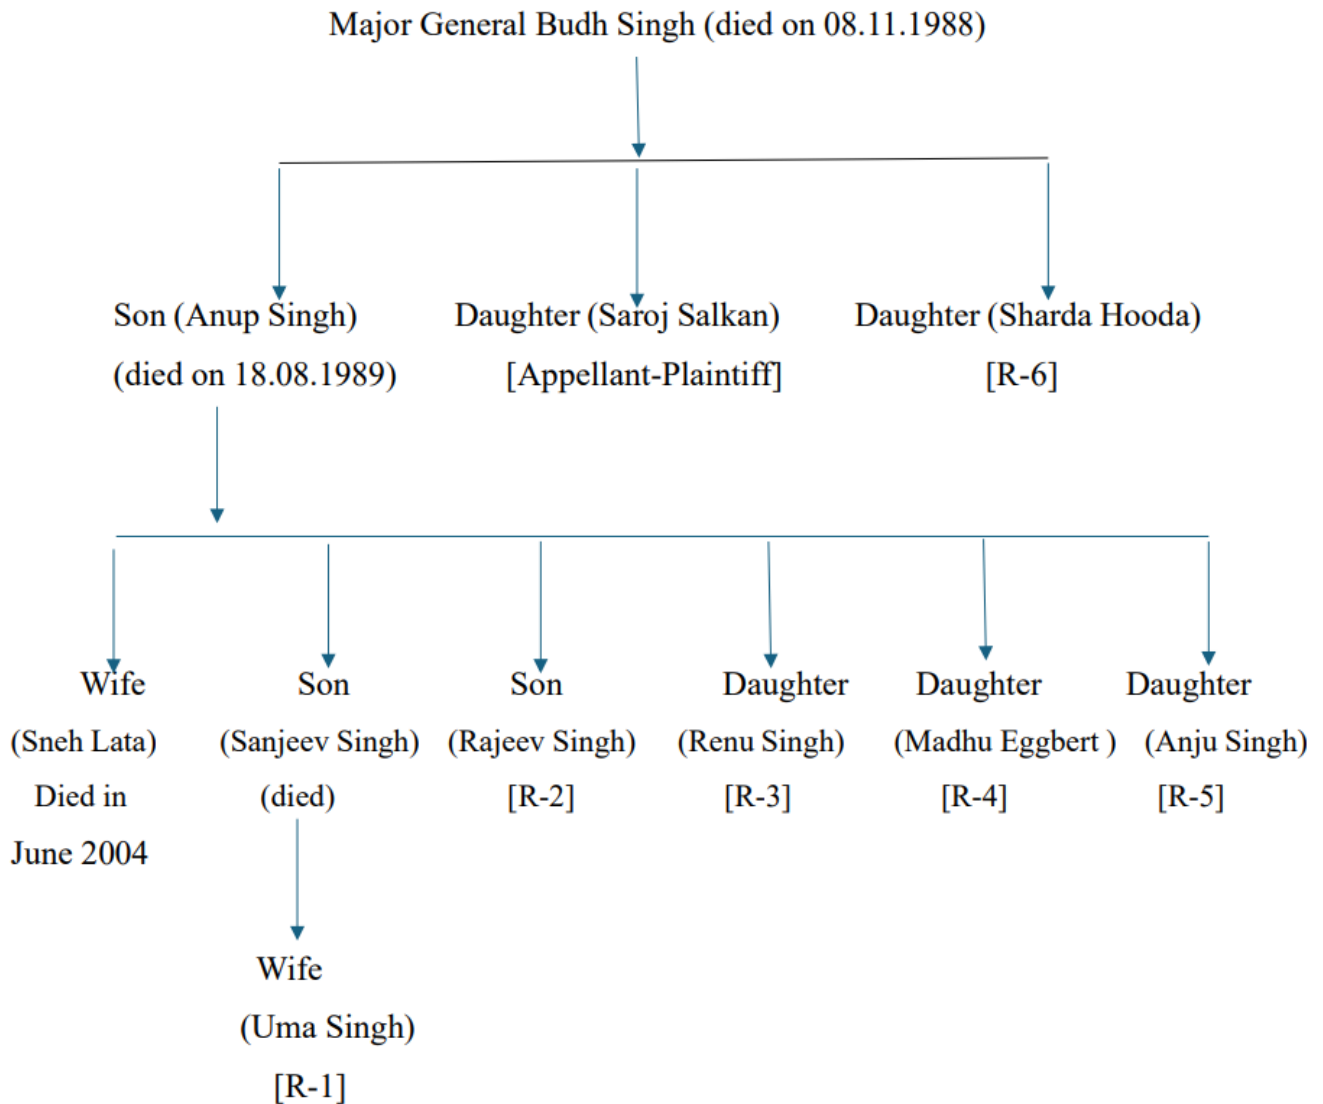 Major General Budh Singh (died on 08.11.1988)
Son (Anup Singh) Daughter (Saroj Salkan) Daughter (Sharda Hooda)
(died on 18.08.1989) [Appellant-Plaintiff] [R-6]
Wife Son Son Daughter Daughter Daughter
(Sneh Lata) (Sanjeev Singh) (Rajeev Singh) (Renu Singh) (Madhu Eggbert ) (Anju Singh)
Died in (died) [R-2] [R-3] [R-4] [R-5]
June 2004
Wife
(Uma Singh)
[R-1]